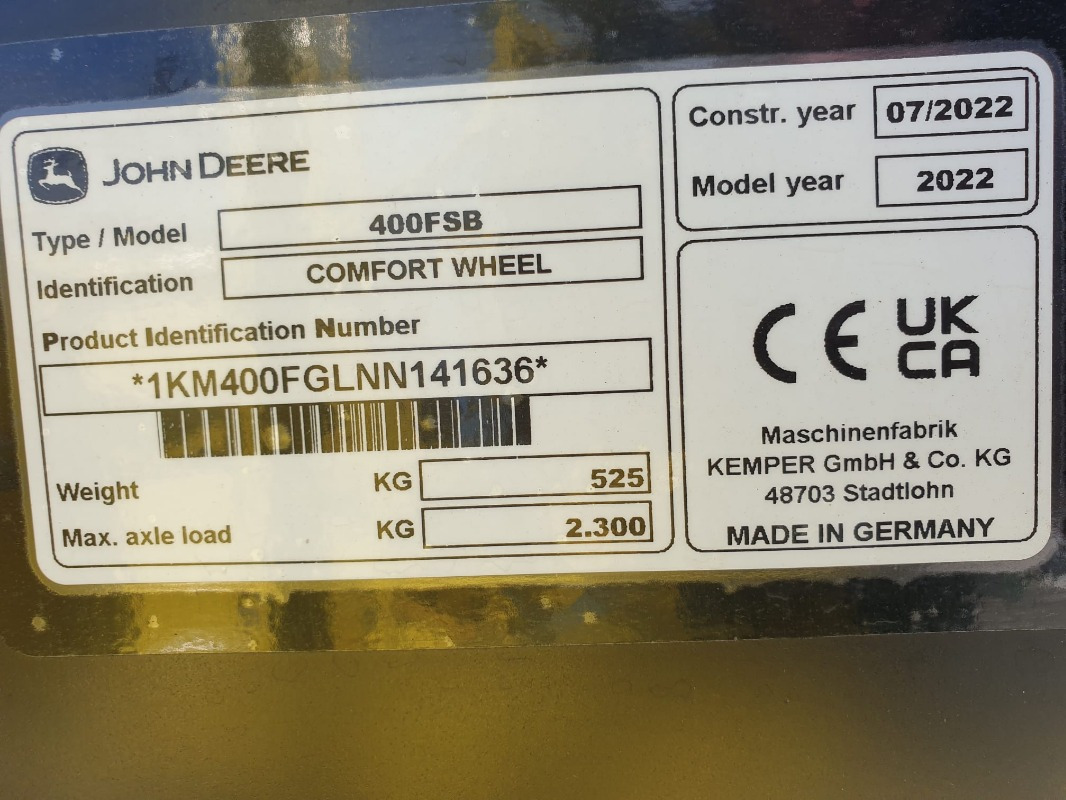 JOHN DEERE
Type / Model 400FSB
Identification COMFORT WHEEL
Product Identification Number
*1KM400FGLNN141636*
Weight KG 525
Max. axle load KG 2.300
Constr. year 07/2022
Model year 2022
CE UK
CA
Maschinenfabrik
KEMPER GmbH & Co. KG
48703 Stadtlohn
MADE IN GERMANY